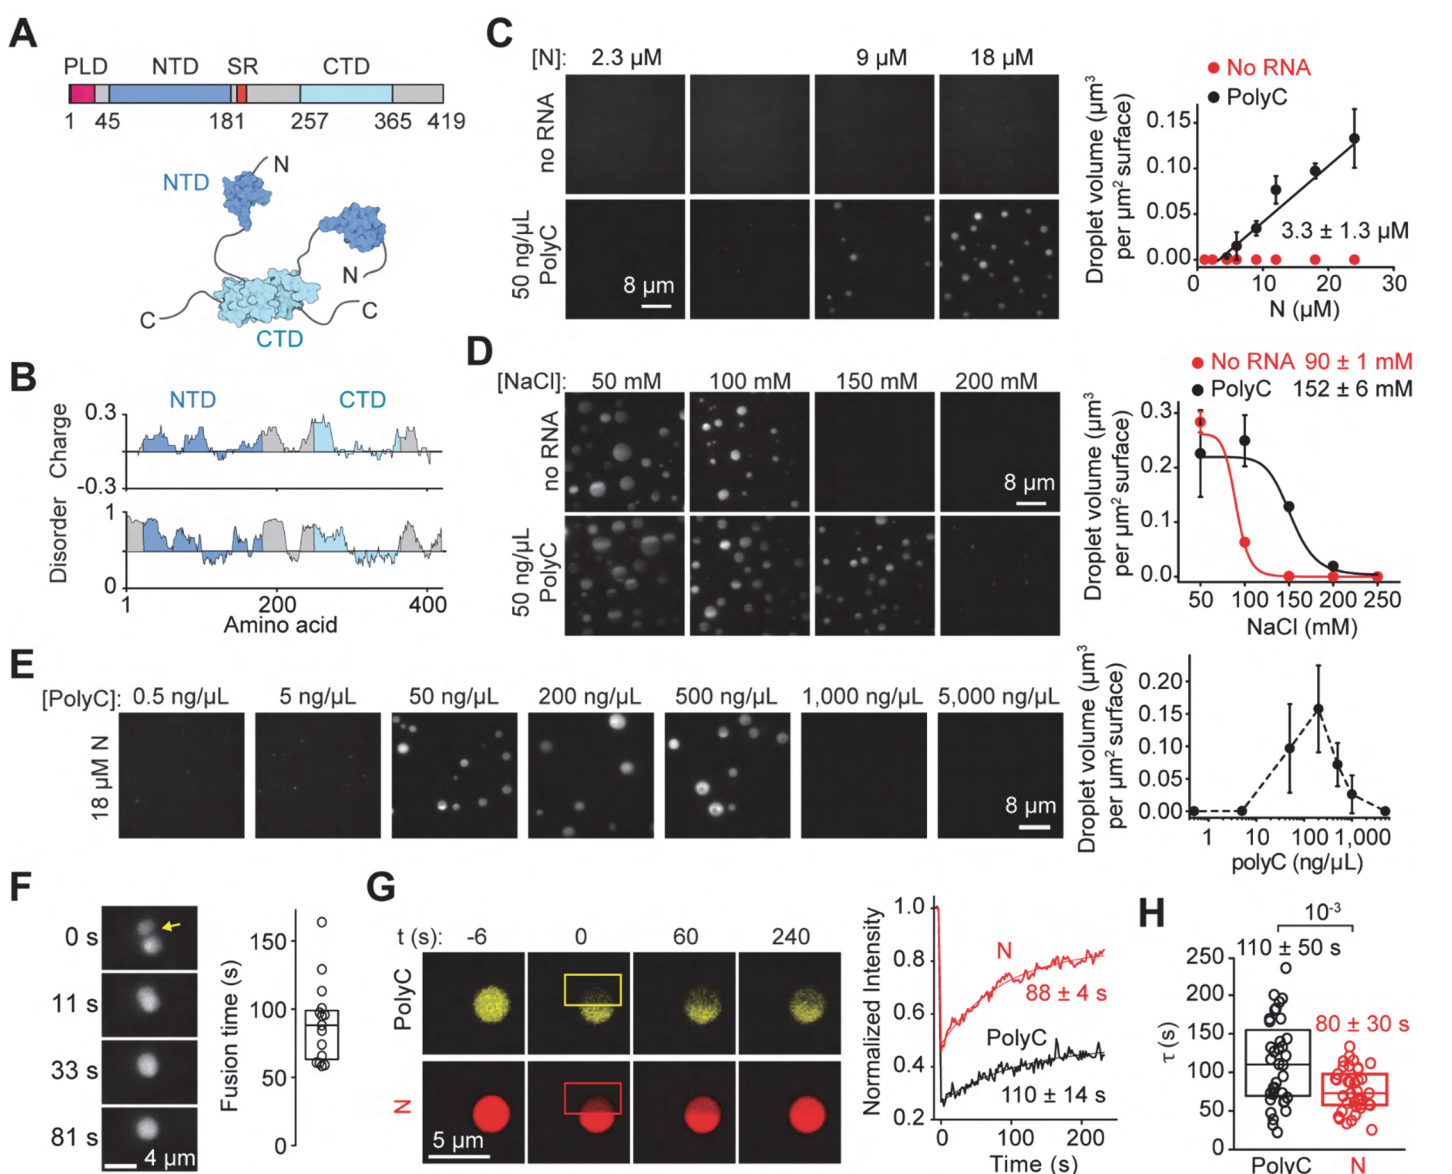 A
PLD NTD SR CTD
1 45 181 257 365 419
NTD
N
N
C
C
CTD
B
NTD CTD
Charge
0.3
-0.3
Disorder
1
0
1 200 400
Amino acid
C
[N]: 2.3 µM 9 µM 18 µM
no RNA
50 ng/µL
PolyC
8 µm
No RNA
PolyC
Droplet volume (µm³
per µm² surface)
0.15
0.10
0.05
0.00
3.3 ± 1.3 µM
0 10 20 30
N (µM)
D
[NaCl]: 50 mM 100 mM 150 mM 200 mM
no RNA
8 µm
50 ng/µL
PolyC
No RNA 90 ± 1 mM
PolyC 152 ± 6 mM
Droplet volume (µm³
per µm² surface)
0.3
0.2
0.1
0.0
50 100 150 200 250
NaCl (mM)
E
[PolyC]: 0.5 ng/µL 5 ng/µL 50 ng/µL 200 ng/µL 500 ng/µL 1,000 ng/µL 5,000 ng/µL
18 µM N
8 µm
Droplet volume (µm³
per µm² surface)
0.20
0.15
0.10
0.05
0.00
1 10 100 1,000
polyC (ng/µL)
F
0 s
11 s
33 s
81 s
4 µm
Fusion time (s)
150
100
50
0
G
t (s): -6 0 60 240
PolyC
N
5 µm
Normalized Intensity
1.0
0.8
0.6
0.4
0.2
N
88 ± 4 s
PolyC
110 ± 14 s
0 100 200
Time (s)
H
10⁻³
110 ± 50 s
80 ± 30 s
τ (s)
250
200
150
100
50
0
PolyC N